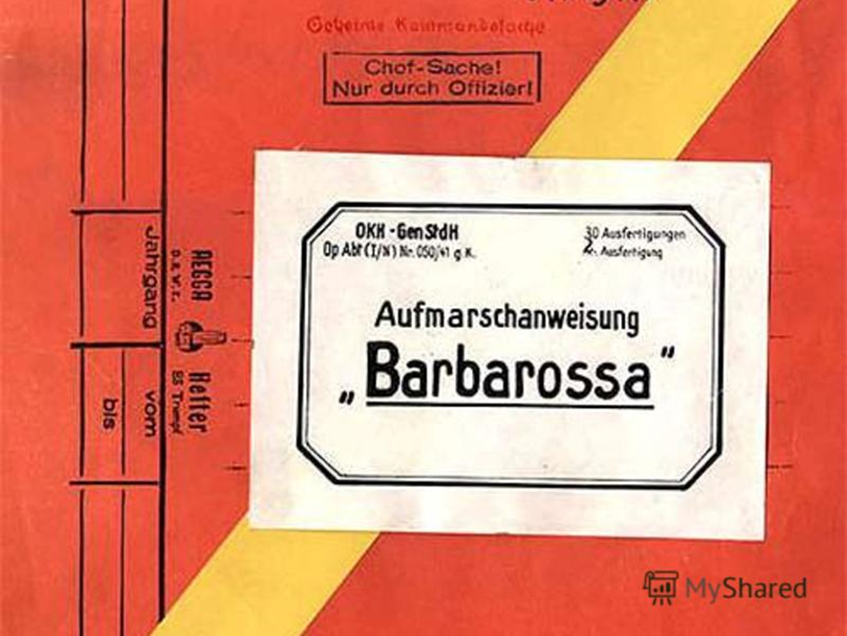 Geheime Kommandosache
Chef-Sache!
Nur durch Offizier!
OKH - GenStdH
Op Abt (I/N) Nr. 050/41 g.K.
30 Ausfertigungen
2. Ausfertigung
Aufmarschanweisung
„Barbarossa"
Jahrgang
vom
bis
Hefter
MyShared